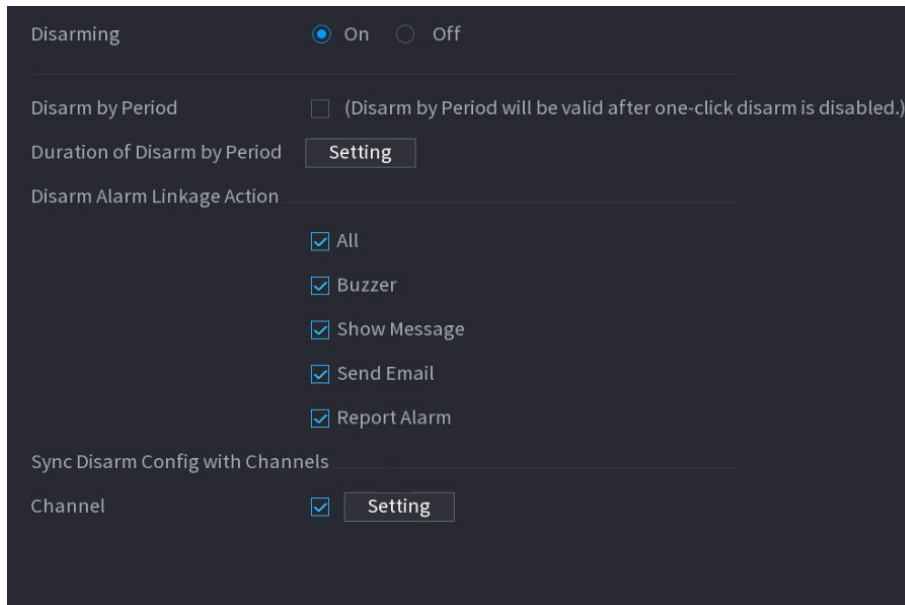 Disarming On Off
Disarm by Period (Disarm by Period will be valid after one-click disarm is disabled.)
Duration of Disarm by Period Setting
Disarm Alarm Linkage Action
All
Buzzer
Show Message
Send Email
Report Alarm
Sync Disarm Config with Channels
Channel Setting